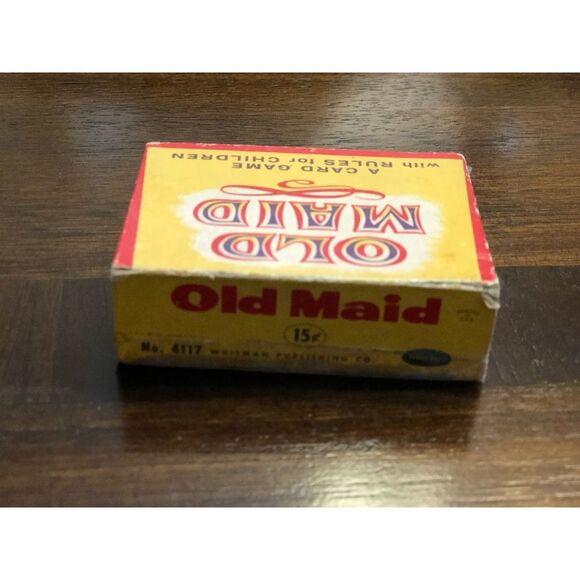 OLD
MAID
A CARD GAME
with RULES for CHILDREN
Old Maid
15¢
No. 4117 WHITMAN PUBLISHING CO.